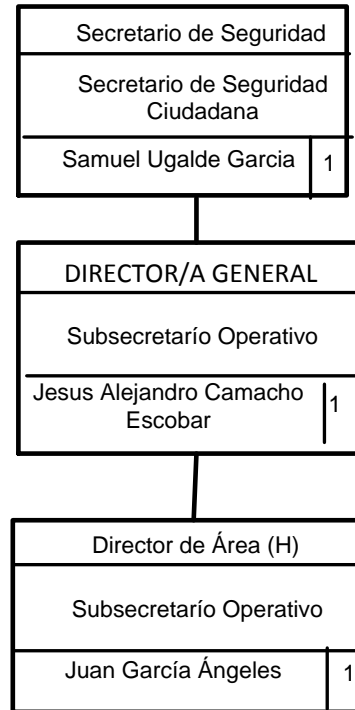 Secretario de Seguridad
Secretario de Seguridad
Ciudadana
Samuel Ugalde Garcia 1
DIRECTOR/A GENERAL
Subsecretarío Operativo
Jesus Alejandro Camacho 1
Escobar
Director de Área (H)
Subsecretarío Operativo
Juan García Ángeles 1